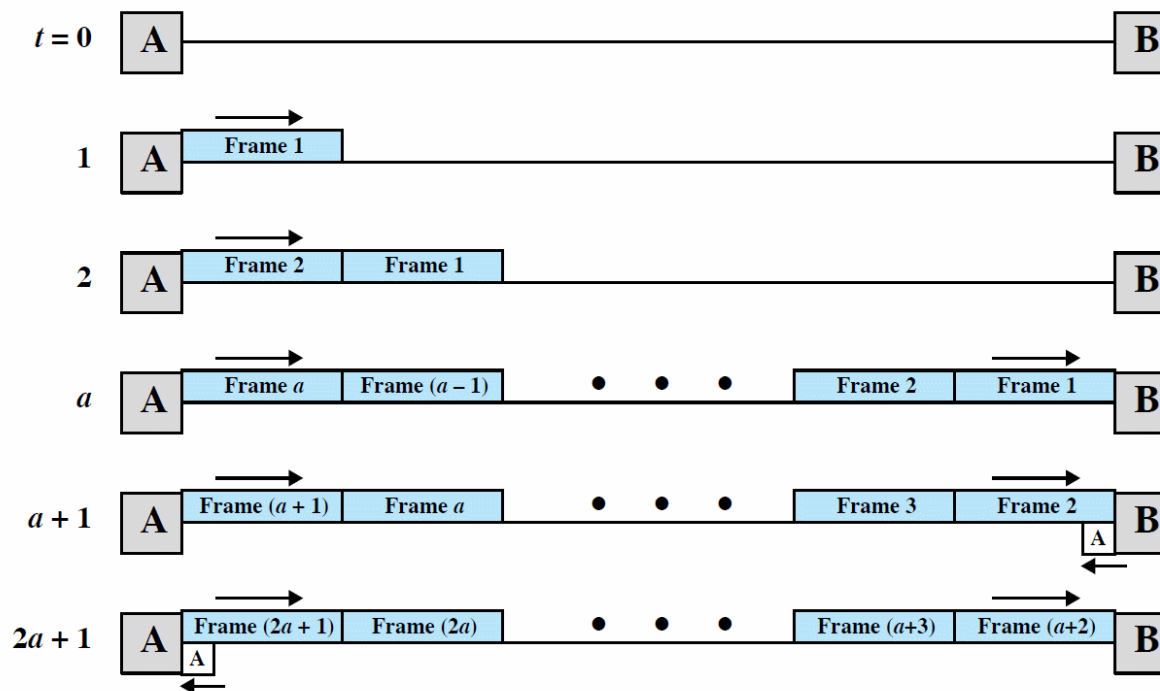 t = 0 A B
1 A Frame 1 B
2 A Frame 2 Frame 1 B
a A Frame a Frame (a – 1) • • • Frame 2 Frame 1 B
a + 1 A Frame (a + 1) Frame a • • • Frame 3 Frame 2 B
A
2a + 1 A Frame (2a + 1) Frame (2a) • • • Frame (a+3) Frame (a+2) B
A